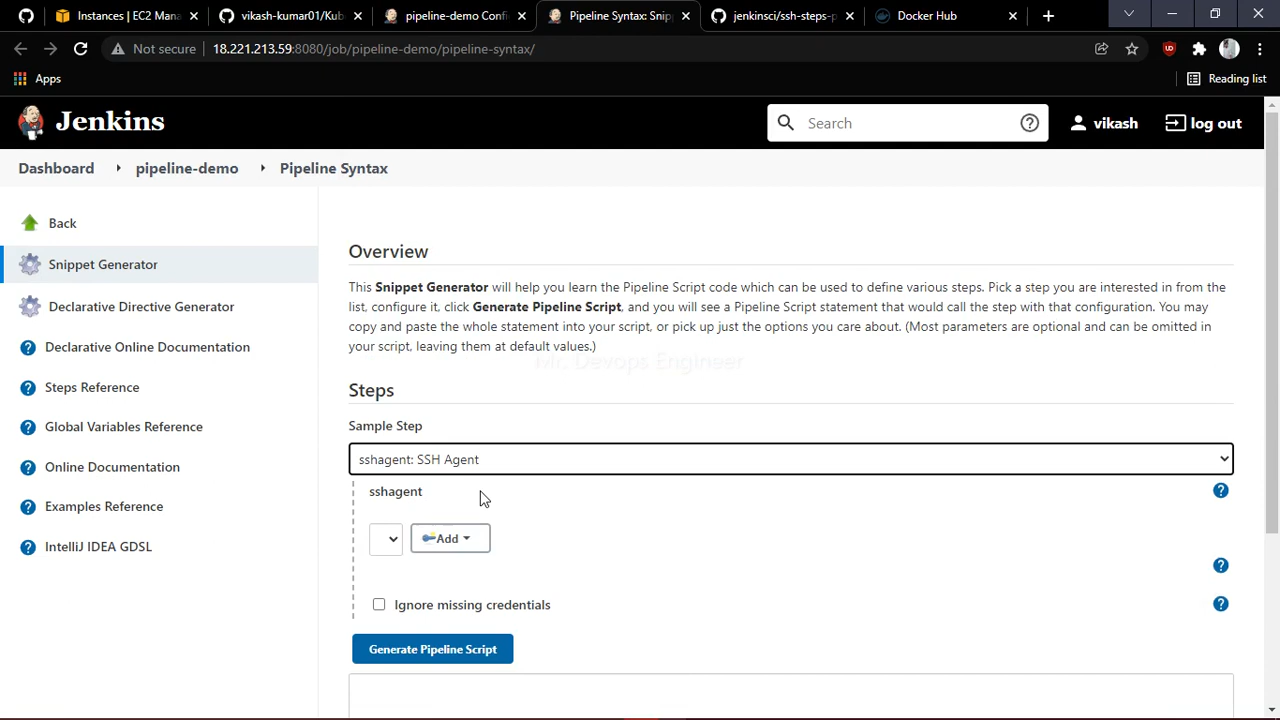 Instances | EC2 Mana
vikash-kumar01/Kub
pipeline-demo Confi
Pipeline Syntax: Snip
jenkinsci/ssh-steps-p
Docker Hub
Not secure
18.221.213.59:8080/job/pipeline-demo/pipeline-syntax/
Apps
Reading list
Jenkins
Search
vikash
log out
Dashboard
pipeline-demo
Pipeline Syntax
Back
Snippet Generator
Declarative Directive Generator
Declarative Online Documentation
Steps Reference
Global Variables Reference
Online Documentation
Examples Reference
IntelliJ IDEA GDSL
Overview
This Snippet Generator will help you learn the Pipeline Script code which can be used to define various steps. Pick a step you are interested in from the
list, configure it, click Generate Pipeline Script, and you will see a Pipeline Script statement that would call the step with that configuration. You may
copy and paste the whole statement into your script, or pick up just the options you care about. (Most parameters are optional and can be omitted in
your script, leaving them at default values.)
Mr. Devops Engineer
Steps
Sample Step
sshagent: SSH Agent
sshagent
Add
Ignore missing credentials
Generate Pipeline Script